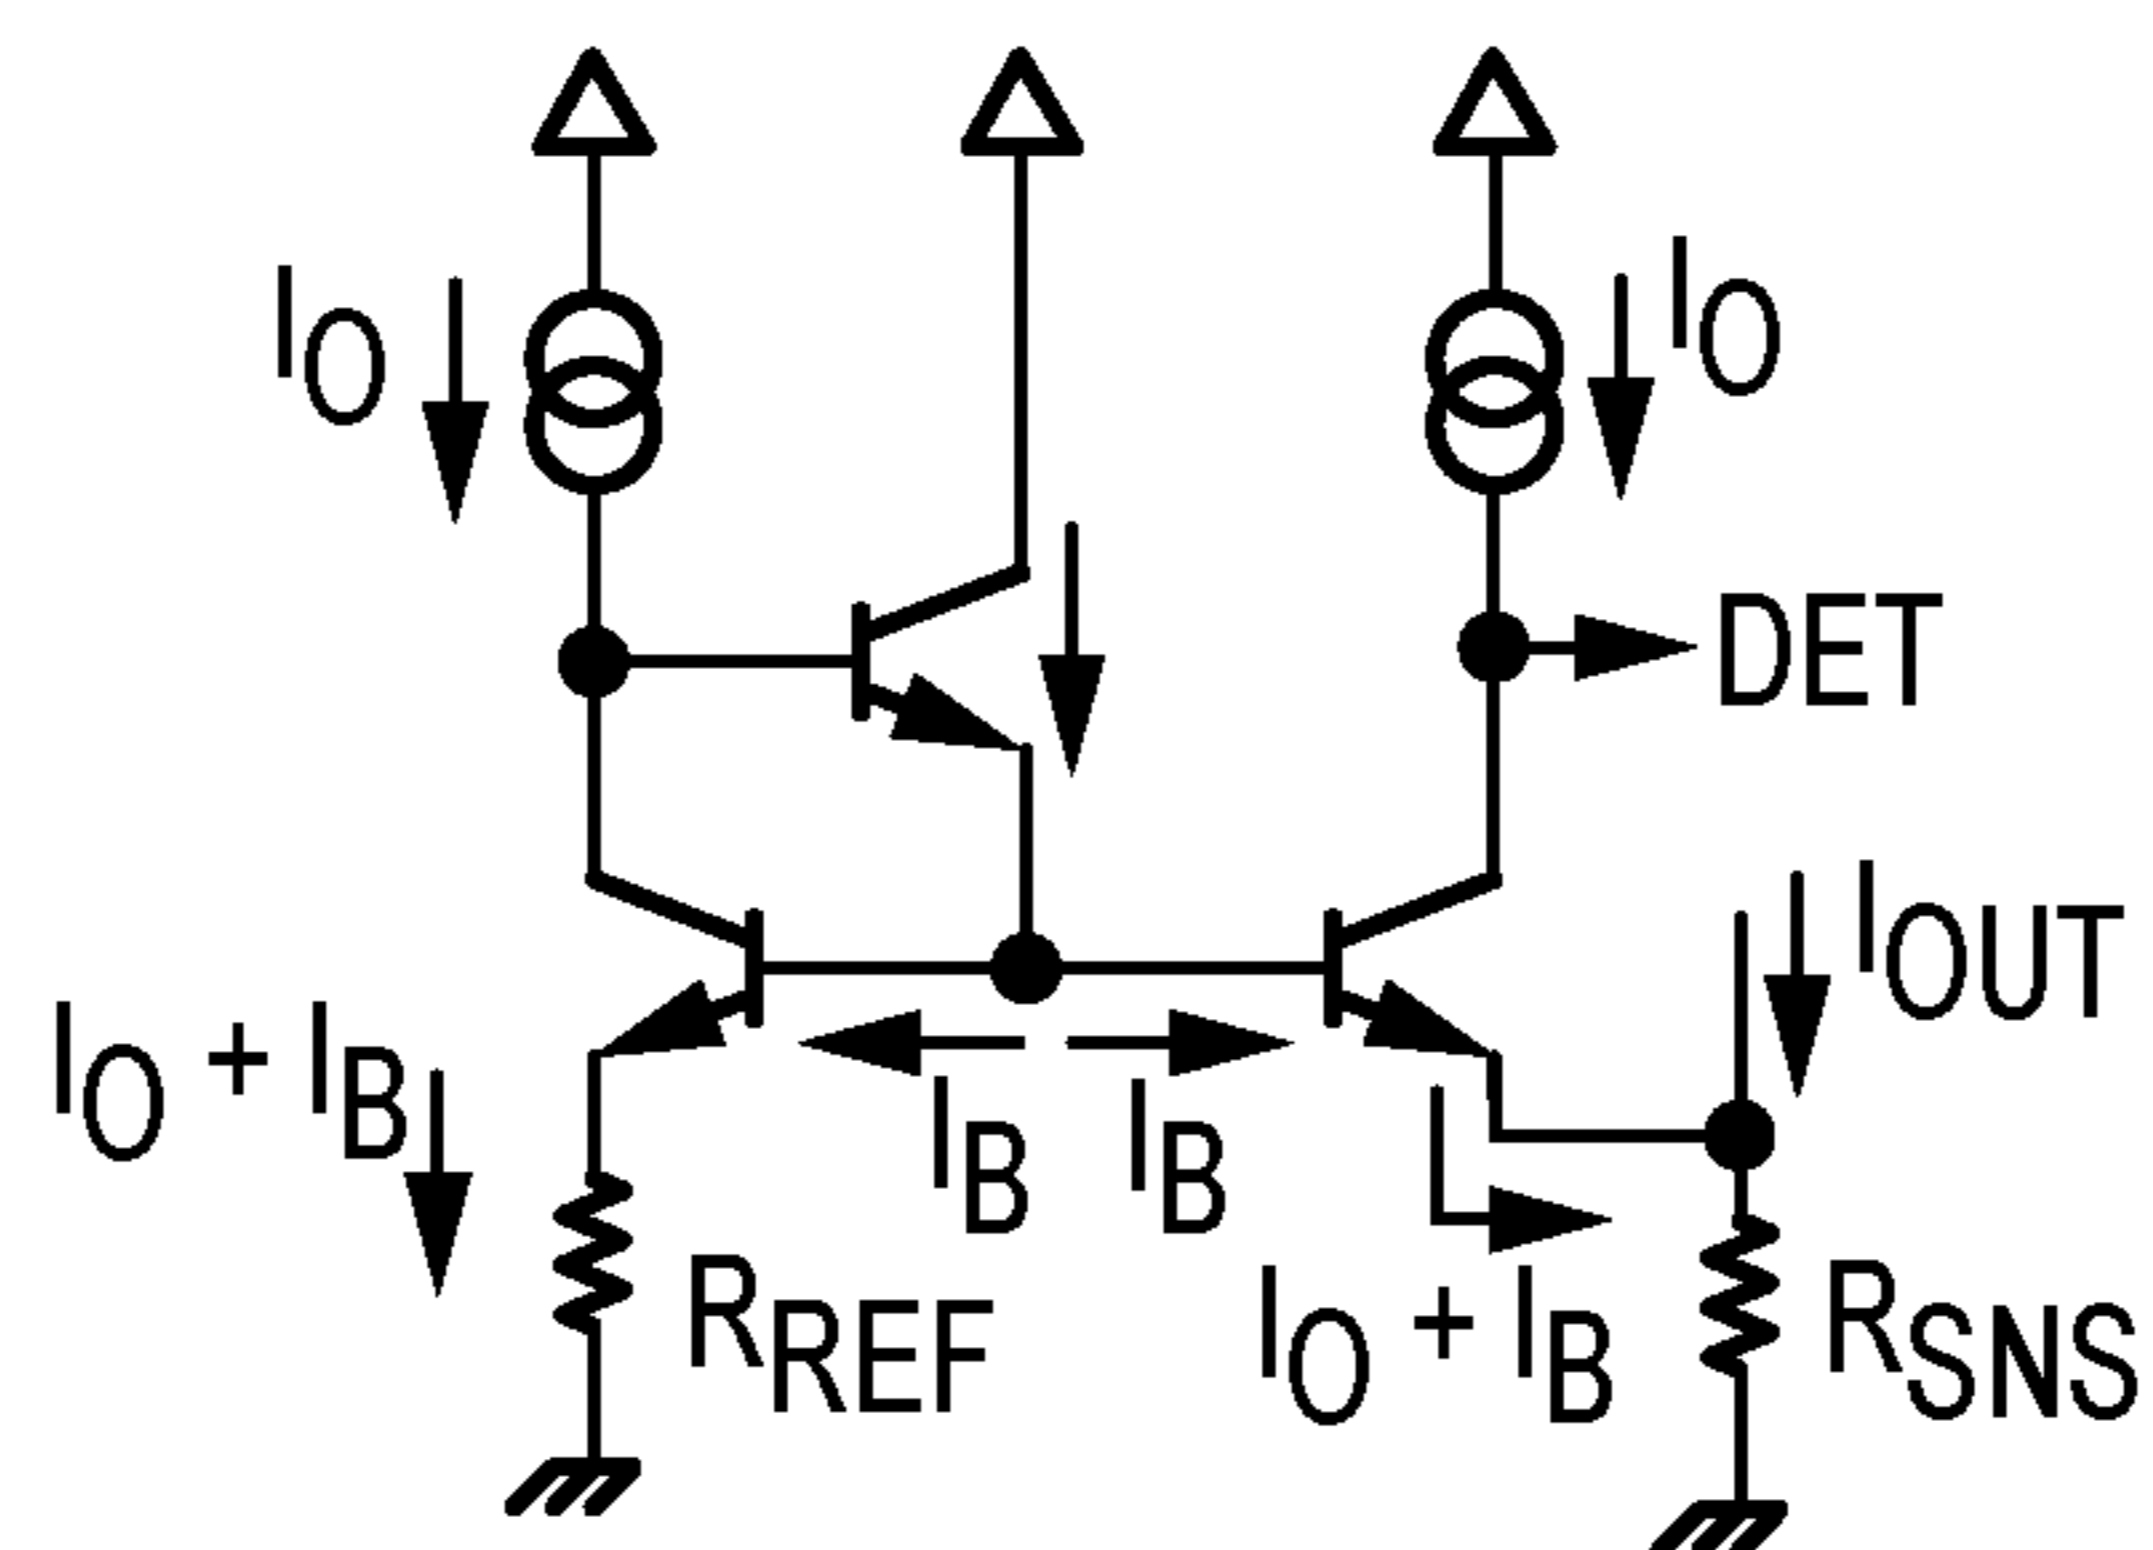 IO
IO
DET
IOUT
IO + IB
IB
IB
RREF
IO + IB
RSNS